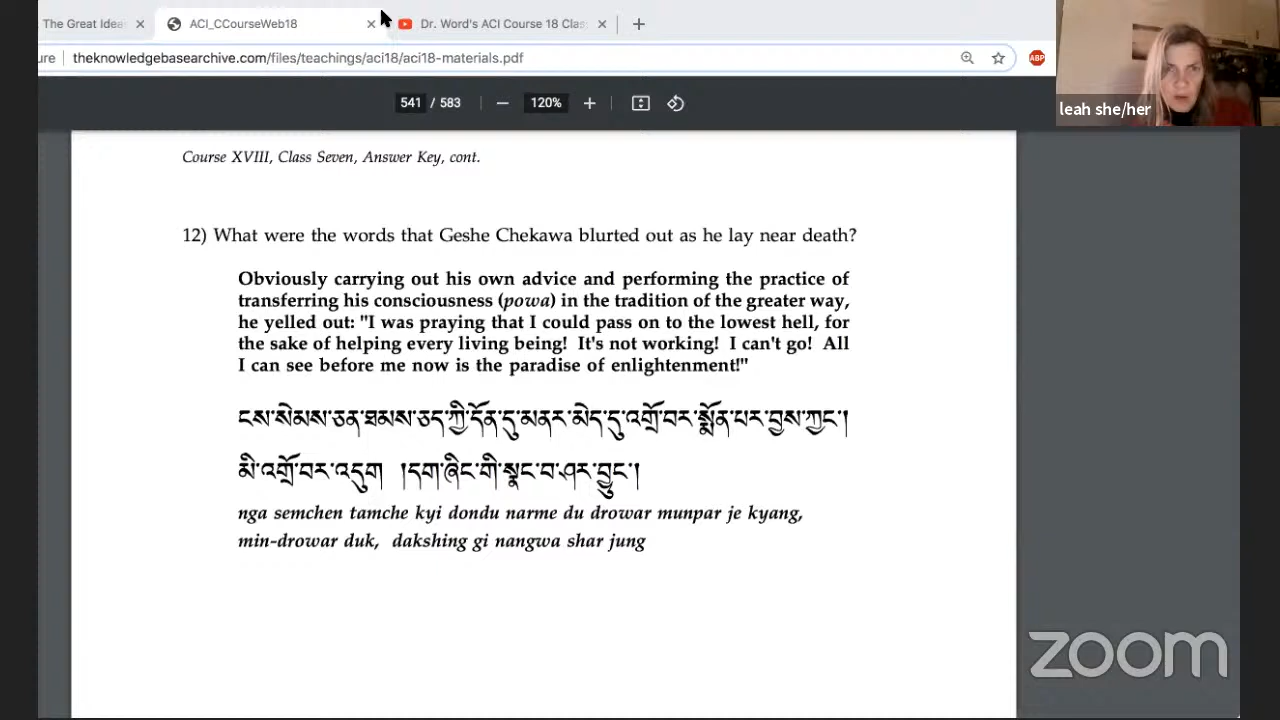 The Great Idea
ACI_CCourseWeb18
Dr. Word's ACI Course 18 Clas
ure
theknowledgebasearchive.com/files/teachings/aci18/aci18-materials.pdf
ABP
541 / 583
120%
leah she/her
Course XVIII, Class Seven, Answer Key, cont.
12) What were the words that Geshe Chekawa blurted out as he lay near death?
Obviously carrying out his own advice and performing the practice of
transferring his consciousness (powa) in the tradition of the greater way,
he yelled out: "I was praying that I could pass on to the lowest hell, for
the sake of helping every living being! It's not working! I can't go! All
I can see before me now is the paradise of enlightenment!"
ངས་སེམས་ཅན་ཐམས་ཅད་ཀྱི་དོན་དུ་མནར་མེད་དུ་འགྲོ་བར་སྨོན་པར་བྱས་ཀྱང་།
མི་འགྲོ་བར་འདུག །དག་ཞིང་གི་སྣང་བ་ཤར་བྱུང་།
nga semchen tamche kyi dondu narme du drowar munpar je kyang,
min-drowar duk, dakshing gi nangwa shar jung
zoom